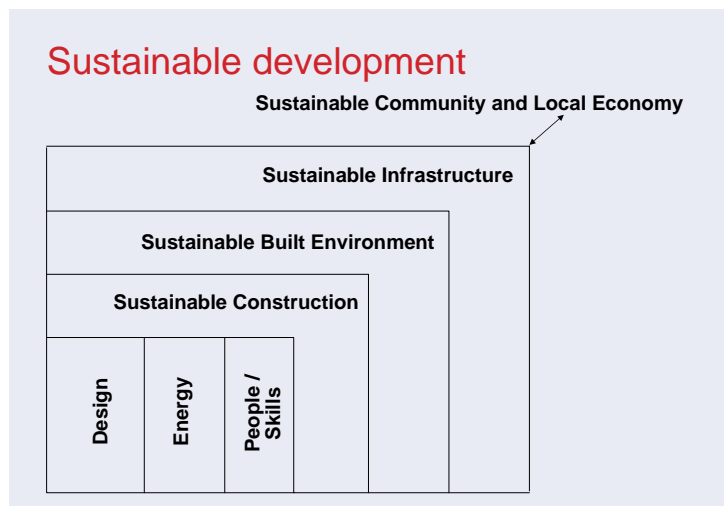 Sustainable development
Sustainable Community and Local Economy
Sustainable Infrastructure
Sustainable Built Environment
Sustainable Construction
Design
Energy
People /
Skills